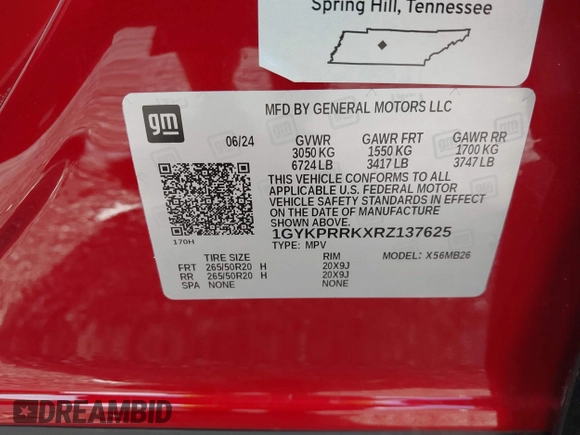 Spring Hill, Tennessee
gm
MFD BY GENERAL MOTORS LLC
06/24 GVWR GAWR FRT GAWR RR
3050 KG 1550 KG 1700 KG
6724 LB 3417 LB 3747 LB
THIS VEHICLE CONFORMS TO ALL
APPLICABLE U.S. FEDERAL MOTOR
VEHICLE SAFETY STANDARDS IN EFFECT
ON THE DATE OF MANUFACTURE
SHOWN ABOVE.
1GYKPRRKXRZ137625
170H
TYPE: MPV MODEL: X56MB26
TIRE SIZE RIM
FRT 265/50R20 H 20X9J
RR 265/50R20 H 20X9J
SPA NONE NONE
DREAMBID